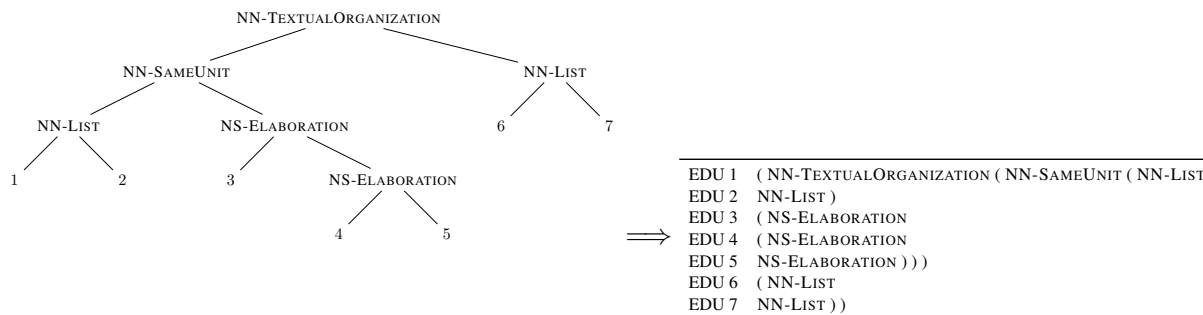 NN-TEXTUALORGANIZATION
NN-SAMEUNIT NN-LIST
NN-LIST NS-ELABORATION 6 7
1 2 3 NS-ELABORATION
4 5
⟹
EDU 1 ( NN-TEXTUALORGANIZATION ( NN-SAMEUNIT ( NN-LIST
EDU 2 NN-LIST )
EDU 3 ( NS-ELABORATION
EDU 4 ( NS-ELABORATION
EDU 5 NS-ELABORATION ) ) )
EDU 6 ( NN-LIST
EDU 7 NN-LIST ) )